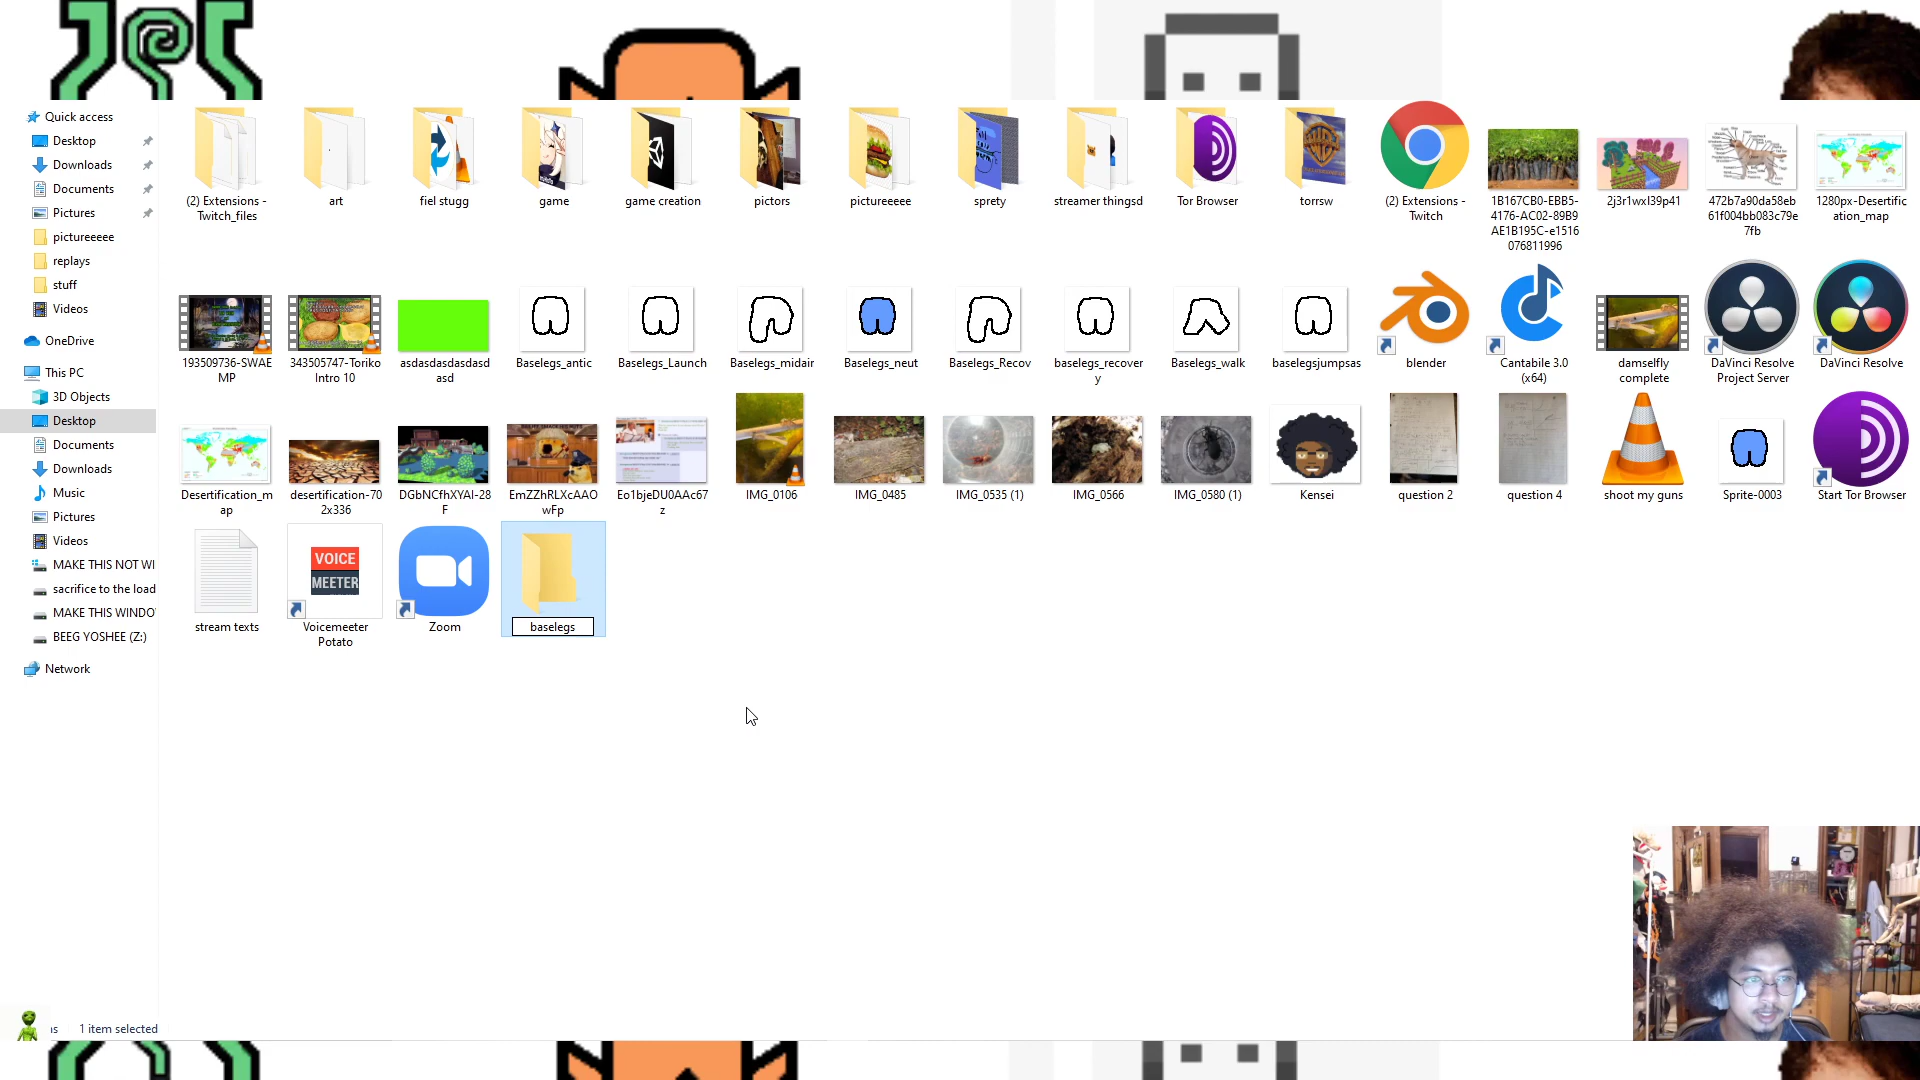 Quick access
Desktop
Downloads
Documents
Pictures
pictureeeee
replays
stuff
Videos
OneDrive
This PC
3D Objects
Desktop
Documents
Downloads
Music
Pictures
Videos
MAKE THIS NOT WI
sacrifice to the load
MAKE THIS WINDO
BEEG YOSHEE (Z:)
Network
(2) Extensions -
Twitch_files
art
fiel stugg
game
game creation
pictors
pictureeeee
sprety
streamer thingsd
Tor Browser
torrsw
(2) Extensions -
Twitch
1B167CB0-EBB5-
4176-AC02-89B9
AE1B195C-e1516
076811996
2j3r1wxl39p41
472b7a90da58eb
61f004bb083c79e
7fb
1280px-Desertific
ation_map
193509736-SWAE
MP
343505747-Toriko
Intro 10
asdasdasdasdasd
asd
Baselegs_antic
Baselegs_Launch
Baselegs_midair
Baselegs_neut
Baselegs_Recov
baselegs_recover
y
Baselegs_walk
baselegsjumpsas
blender
Cantabile 3.0
(x64)
damselfly
complete
DaVinci Resolve
Project Server
DaVinci Resolve
Desertification_m
ap
desertification-70
2x336
DGbNCfhXYAI-28
F
EmZZhRLXcAAO
wFp
Eo1bjeDU0AAc67
z
IMG_0106
IMG_0485
IMG_0535 (1)
IMG_0566
IMG_0580 (1)
Kensei
question 2
question 4
shoot my guns
Sprite-0003
Start Tor Browser
stream texts
VOICE
MEETER
Voicemeeter
Potato
Zoom
baselegs
1 item selected